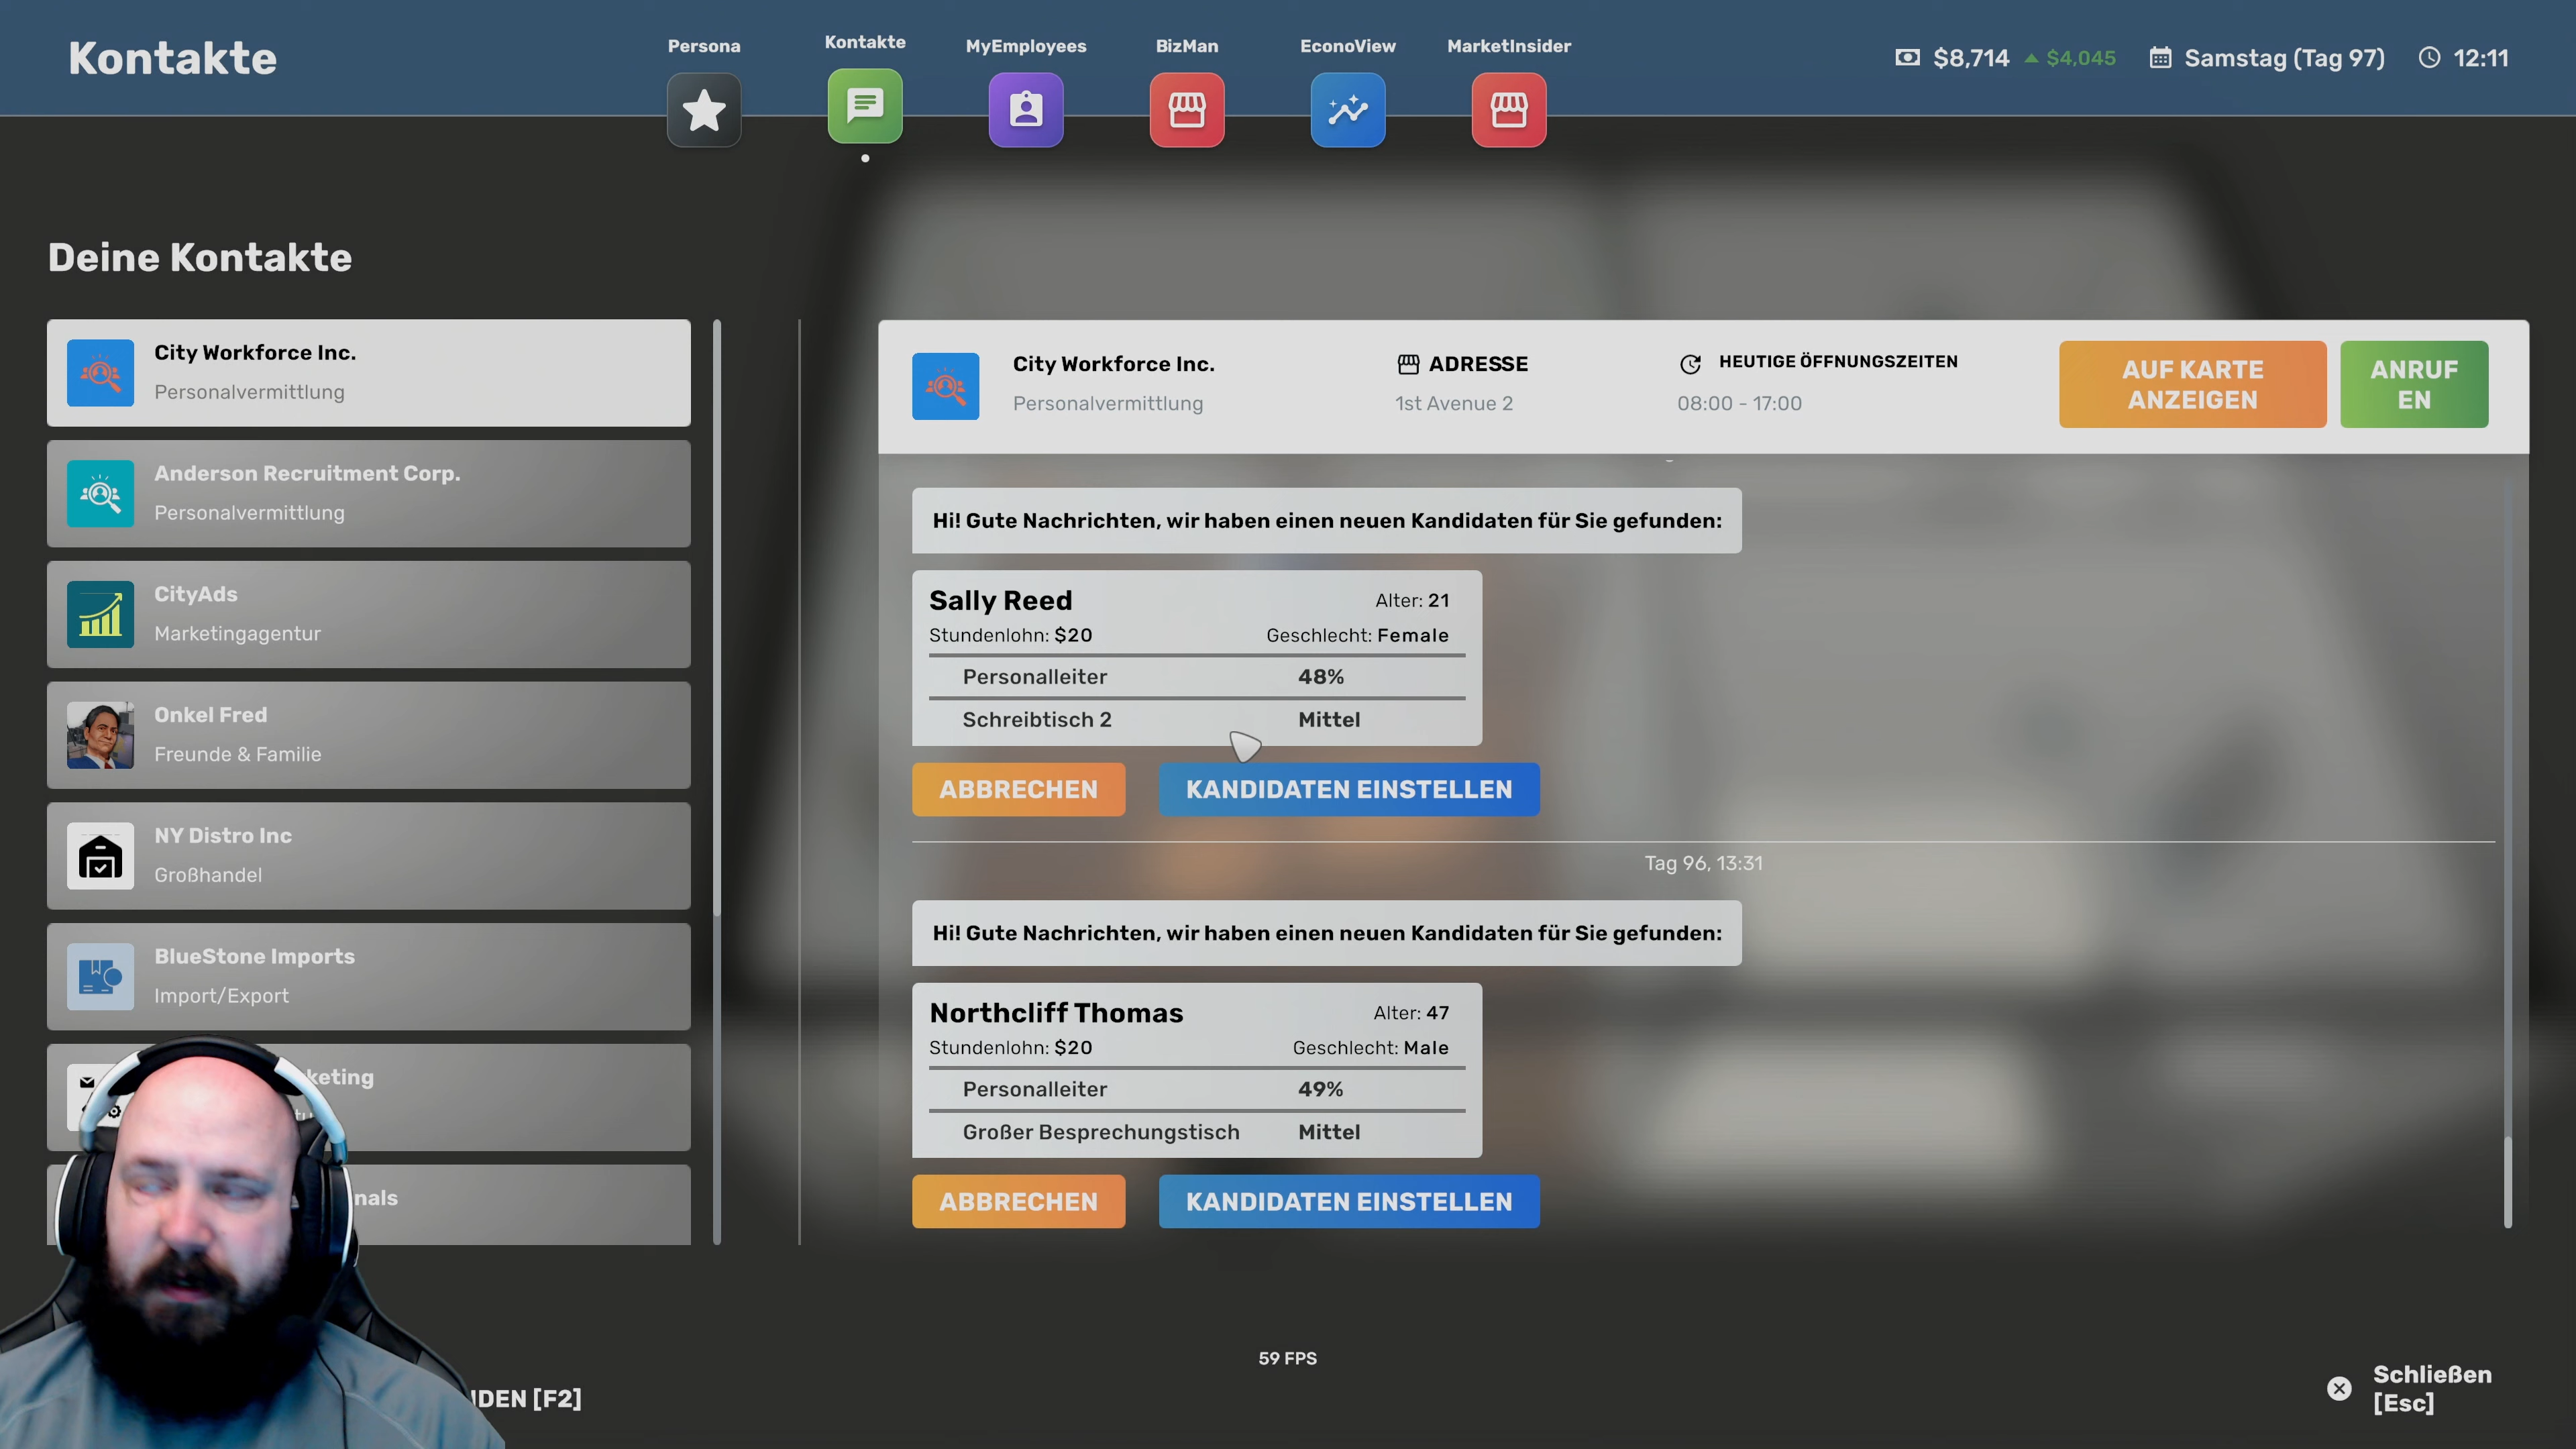 Kontakte
Persona
Kontakte
MyEmployees
BizMan
EconoView
MarketInsider
$8,714
$4,045
Samstag (Tag 97)
12:11
Deine Kontakte
City Workforce Inc.
Personalvermittlung
Anderson Recruitment Corp.
Personalvermittlung
CityAds
Marketingagentur
Onkel Fred
Freunde & Familie
NY Distro Inc
Großhandel
BlueStone Imports
Import/Export
City Workforce Inc.
Personalvermittlung
ADRESSE
1st Avenue 2
HEUTIGE ÖFFNUNGSZEITEN
08:00 - 17:00
AUF KARTE
ANZEIGEN
ANRUF
EN
Hi! Gute Nachrichten, wir haben einen neuen Kandidaten für Sie gefunden:
Sally Reed
Alter: 21
Stundenlohn: $20
Geschlecht: Female
Personalleiter 48%
Schreibtisch 2 Mittel
ABBRECHEN
KANDIDATEN EINSTELLEN
Tag 96, 13:31
Hi! Gute Nachrichten, wir haben einen neuen Kandidaten für Sie gefunden:
Northcliff Thomas
Alter: 47
Stundenlohn: $20
Geschlecht: Male
Personalleiter 49%
Großer Besprechungstisch Mittel
ABBRECHEN
KANDIDATEN EINSTELLEN
59 FPS
[F2]
Schließen
[Esc]